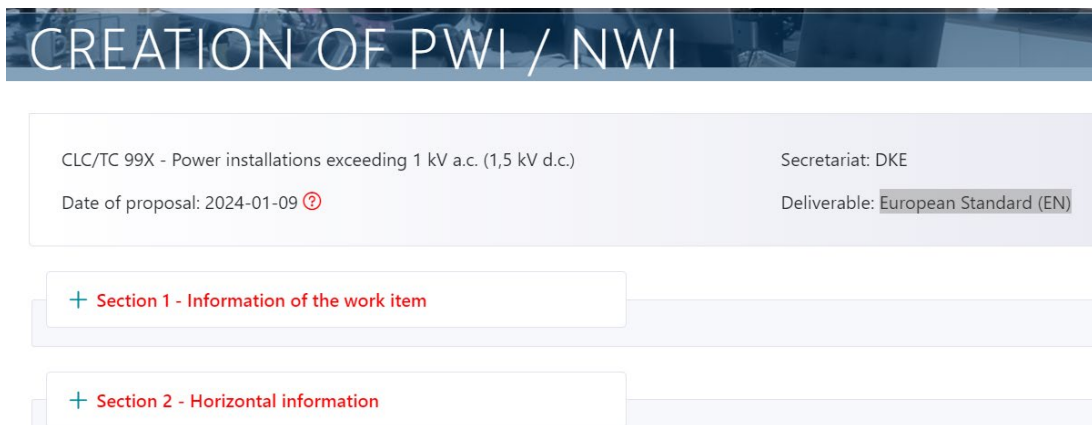 CREATION OF PWI / NWI
CLC/TC 99X - Power installations exceeding 1 kV a.c. (1,5 kV d.c.)
Secretariat: DKE
Date of proposal: 2024-01-09 ?
Deliverable: European Standard (EN)
+ Section 1 - Information of the work item
+ Section 2 - Horizontal information